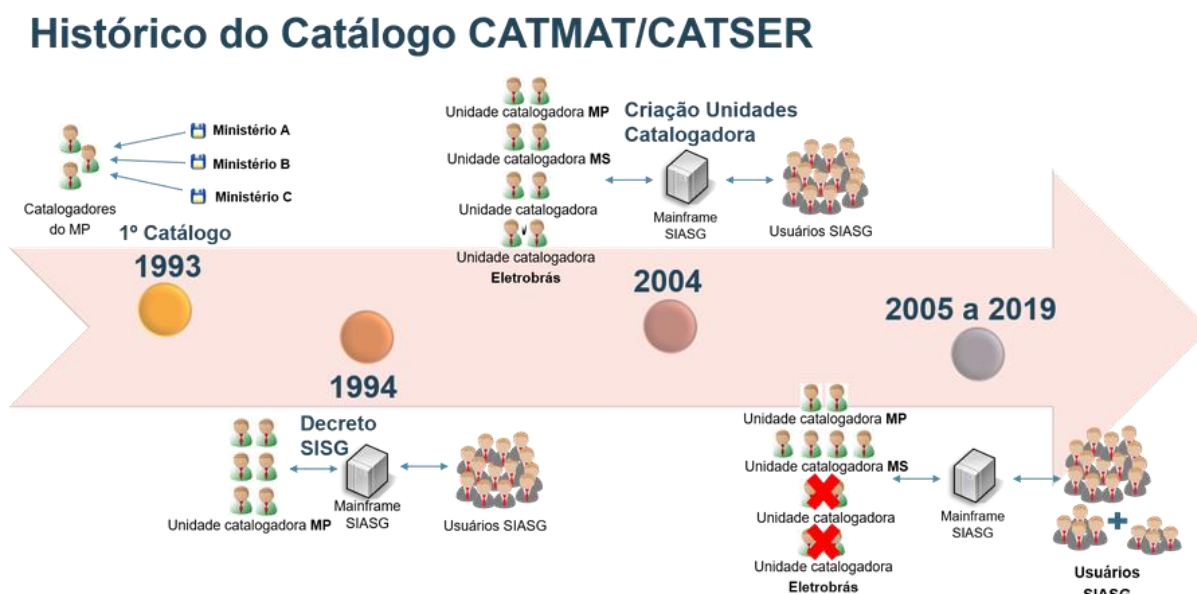 Histórico do Catálogo CATMAT/CATSER
Ministério A
Ministério B
Ministério C
Catalogadores
do MP
1º Catálogo
1993
Unidade catalogadora MP
Unidade catalogadora MS
Unidade catalogadora
Unidade catalogadora
Eletrobrás
Criação Unidades
Catalogadora
Mainframe
SIASG
Usuários SIASG
2004
2005 a 2019
1994
Decreto
SISG
Unidade catalogadora MP
Mainframe
SIASG
Usuários SIASG
Unidade catalogadora MP
Unidade catalogadora MS
Unidade catalogadora
Unidade catalogadora
Eletrobrás
Mainframe
SIASG
Usuários
SIASG